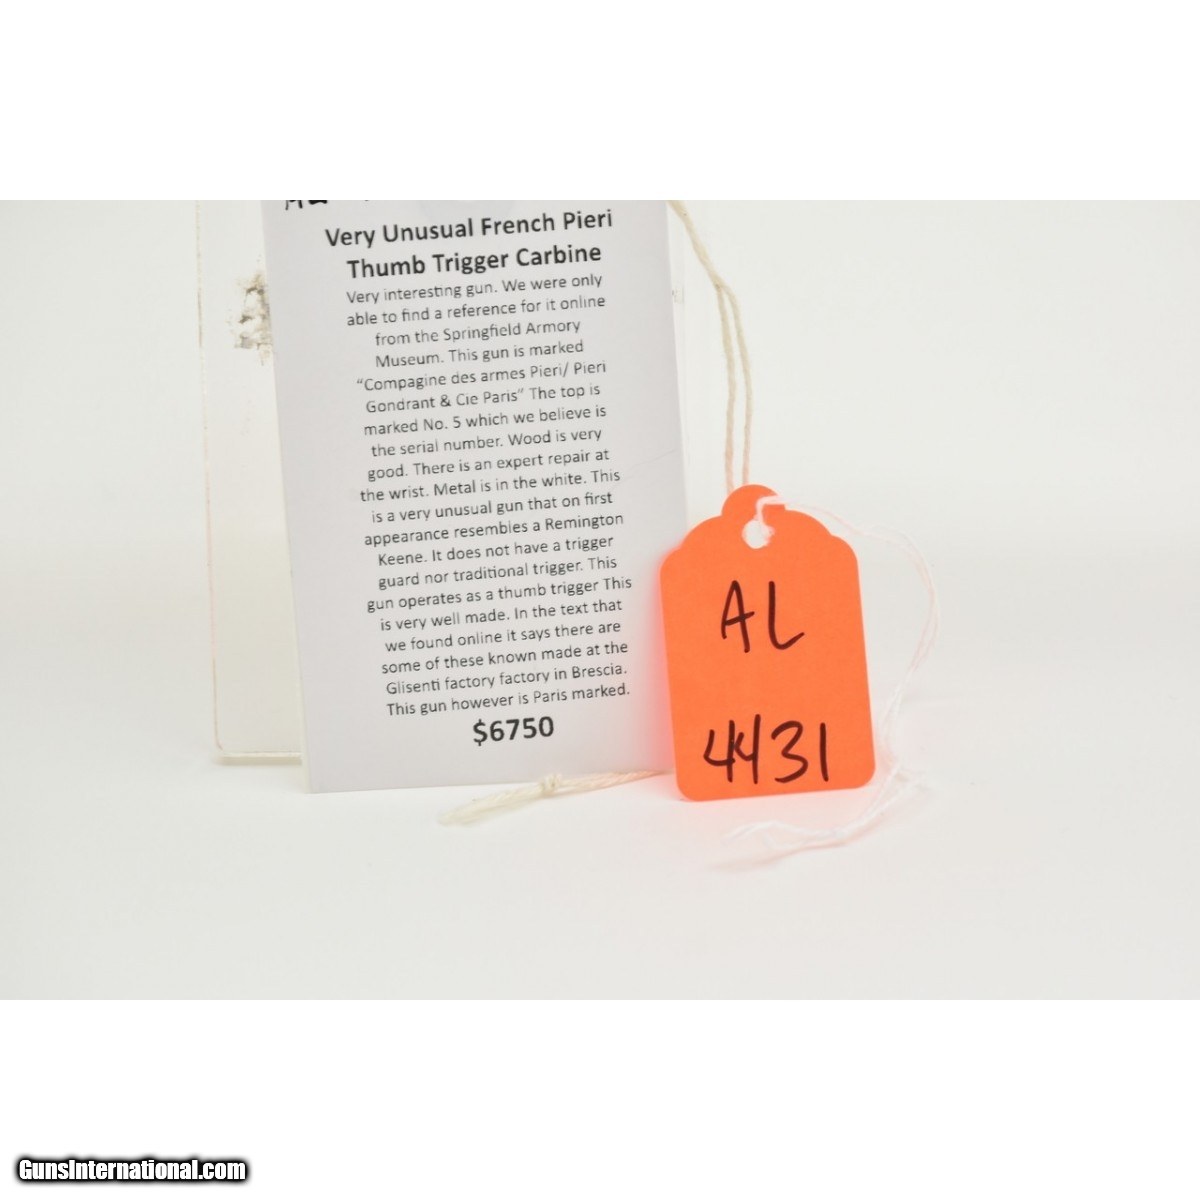 Very Unusual French Pieri
Thumb Trigger Carbine
Very interesting gun. We were only
able to find a reference for it online
from the Springfield Armory
Museum. This gun is marked
“Compagine des armes Pieri/ Pieri
Gondrant & Cie Paris” The top is
marked No. 5 which we believe is
the serial number. Wood is very
good. There is an expert repair at
the wrist. Metal is in the white. This
is a very unusual gun that on first
appearance resembles a Remington
Keene. It does not have a trigger
guard nor traditional trigger. This
gun operates as a thumb trigger This
is very well made. In the text that
we found online it says there are
some of these known made at the
Glisenti factory factory in Brescia.
This gun however is Paris marked.
$6750
AL
4431
GunsInternational.com